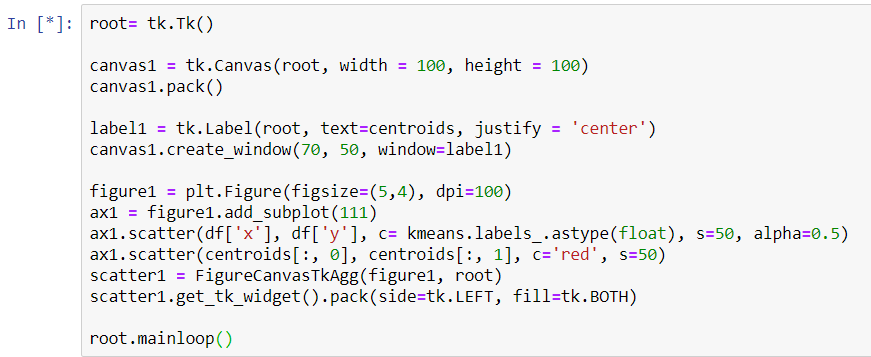 In [*]: root= tk.Tk()
canvas1 = tk.Canvas(root, width = 100, height = 100)
canvas1.pack()
label1 = tk.Label(root, text=centroids, justify = 'center')
canvas1.create_window(70, 50, window=label1)
figure1 = plt.Figure(figsize=(5,4), dpi=100)
ax1 = figure1.add_subplot(111)
ax1.scatter(df['x'], df['y'], c= kmeans.labels_.astype(float), s=50, alpha=0.5)
ax1.scatter(centroids[:, 0], centroids[:, 1], c='red', s=50)
scatter1 = FigureCanvasTkAgg(figure1, root)
scatter1.get_tk_widget().pack(side=tk.LEFT, fill=tk.BOTH)
root.mainloop()